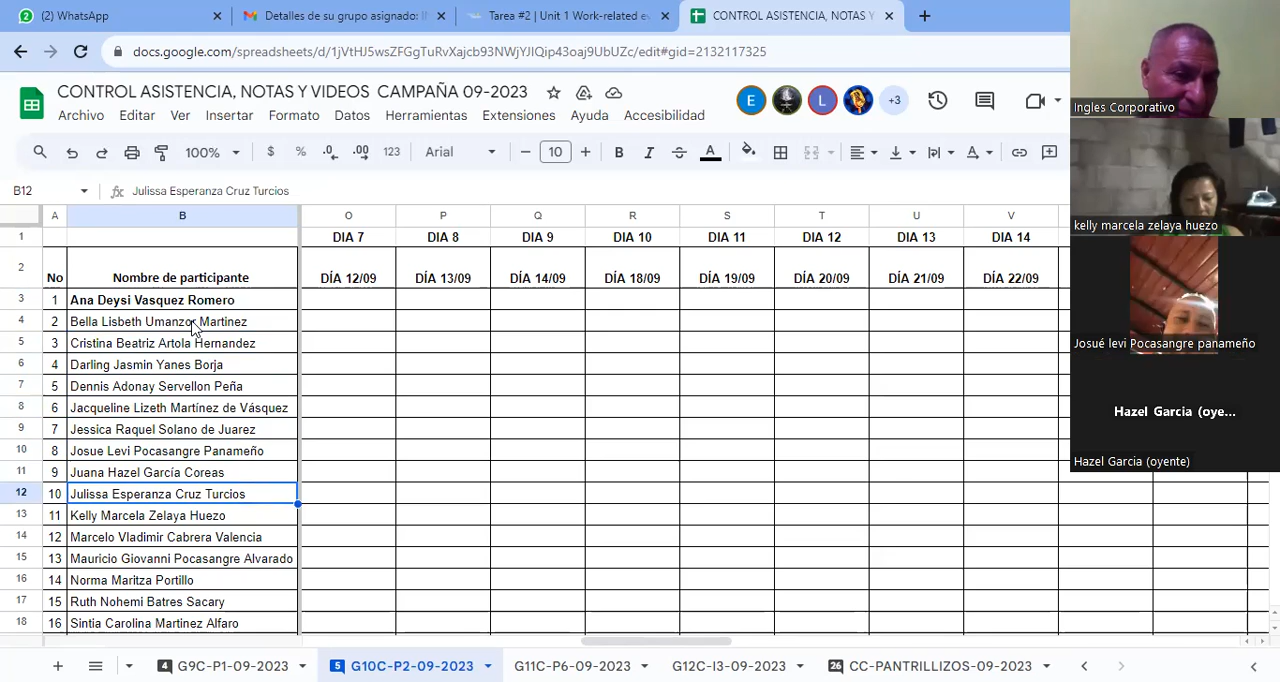 (2) WhatsApp
Detalles de su grupo asignado: I
Tarea #2 | Unit 1 Work-related e
CONTROL ASISTENCIA, NOTAS Y
docs.google.com/spreadsheets/d/1jVtHJ5wsZFGgTuRvXajcb93NWjYJIQip43oaj9UbUZc/edit#gid=2132117325
CONTROL ASISTENCIA, NOTAS Y VIDEOS CAMPAÑA 09-2023
E
L
+3
Archivo Editar Ver Insertar Formato Datos Herramientas Extensiones Ayuda Accesibilidad
100% $ % .0 .00 123 Arial 10 B I A
B12 fx Julissa Esperanza Cruz Turcios
A B O P Q R S T U V
1 DIA 7 DIA 8 DIA 9 DIA 10 DIA 11 DIA 12 DIA 13 DIA 14
2 No Nombre de participante DÍA 12/09 DÍA 13/09 DÍA 14/09 DÍA 18/09 DÍA 19/09 DÍA 20/09 DÍA 21/09 DÍA 22/09
3 1 Ana Deysi Vasquez Romero
4 2 Bella Lisbeth Umanzor Martinez
5 3 Cristina Beatriz Artola Hernandez
6 4 Darling Jasmin Yanes Borja
7 5 Dennis Adonay Servellon Peña
8 6 Jacqueline Lizeth Martínez de Vásquez
9 7 Jessica Raquel Solano de Juarez
10 8 Josue Levi Pocasangre Panameño
11 9 Juana Hazel García Coreas
12 10 Julissa Esperanza Cruz Turcios
13 11 Kelly Marcela Zelaya Huezo
14 12 Marcelo Vladimir Cabrera Valencia
15 13 Mauricio Giovanni Pocasangre Alvarado
16 14 Norma Maritza Portillo
17 15 Ruth Nohemi Batres Sacary
18 16 Sintia Carolina Martinez Alfaro
4 G9C-P1-09-2023 5 G10C-P2-09-2023 G11C-P6-09-2023 G12C-I3-09-2023 26 CC-PANTRILLIZOS-09-2023
Ingles Corporativo
kelly marcela zelaya huezo
Josué levi Pocasangre panameño
Hazel Garcia (oye...
Hazel Garcia (oyente)